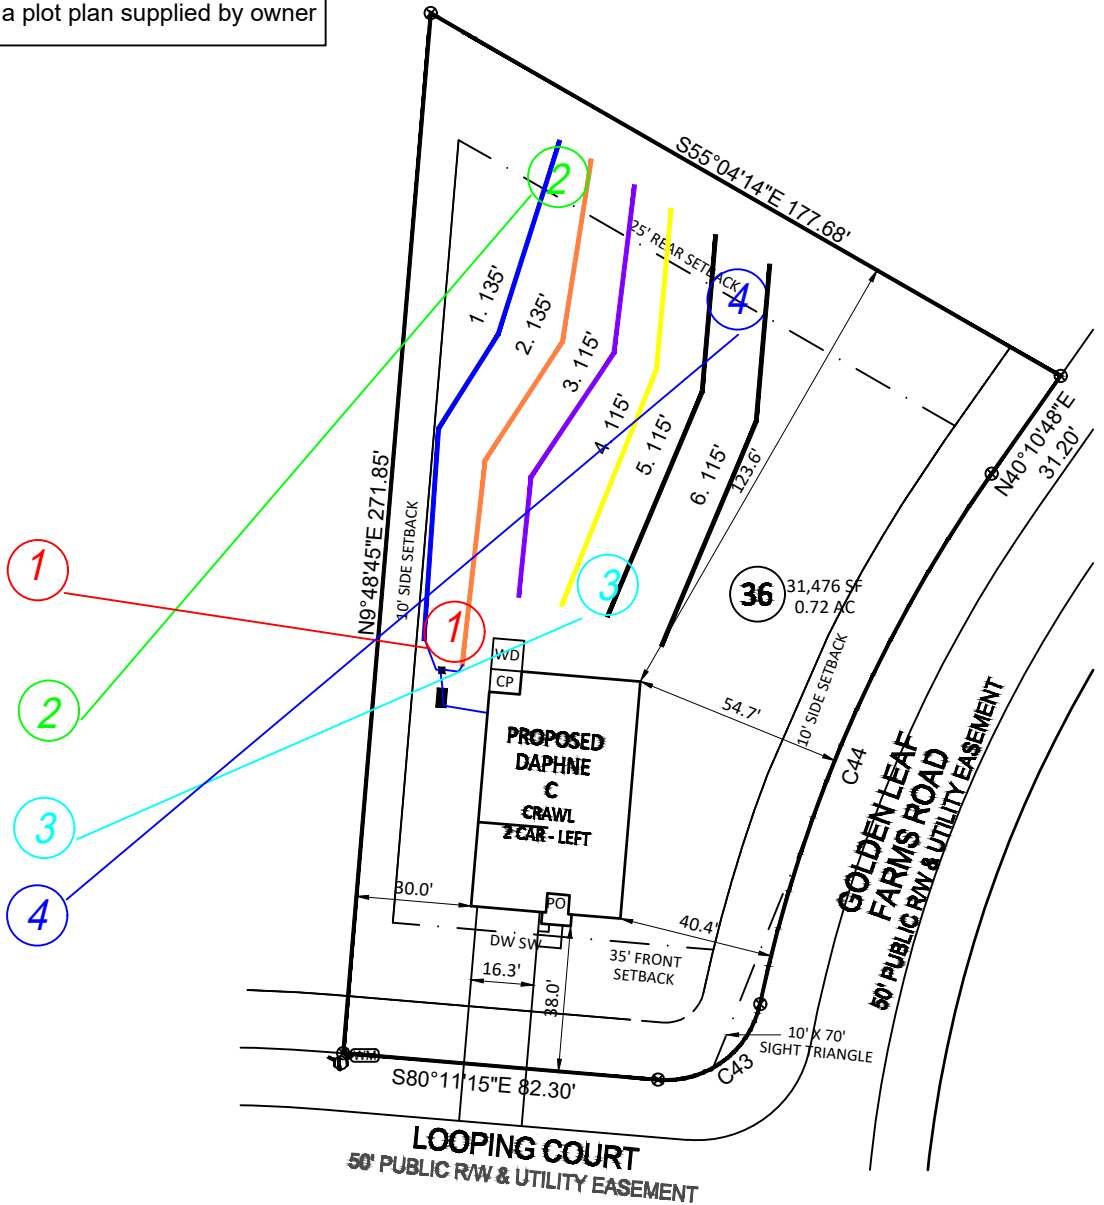 a plot plan supplied by owner
S55°04'14"E 177.68'
2
25' REAR SETBACK
4
1. 135'
2. 135'
3. 115'
4. 115'
5. 115'
6. 115'
123.6'
N40°10'48"E
31.20'
N9°48'45"E 271.85'
10' SIDE SETBACK
1
3
36
31,476 SF
0.72 AC
1
WD
CP
2
54.7'
10' SIDE SETBACK
PROPOSED
DAPHNE
C
CRAWL
2 CAR - LEFT
C44
GOLDEN LEAF
FARMS ROAD
50' PUBLIC R/W & UTILITY EASEMENT
3
4
30.0'
PO
40.4'
DW SW
35' FRONT
SETBACK
16.3'
38.0'
10' X 70'
SIGHT TRIANGLE
WM
C43
S80°11'15"E 82.30'
LOOPING COURT
50' PUBLIC R/W & UTILITY EASEMENT